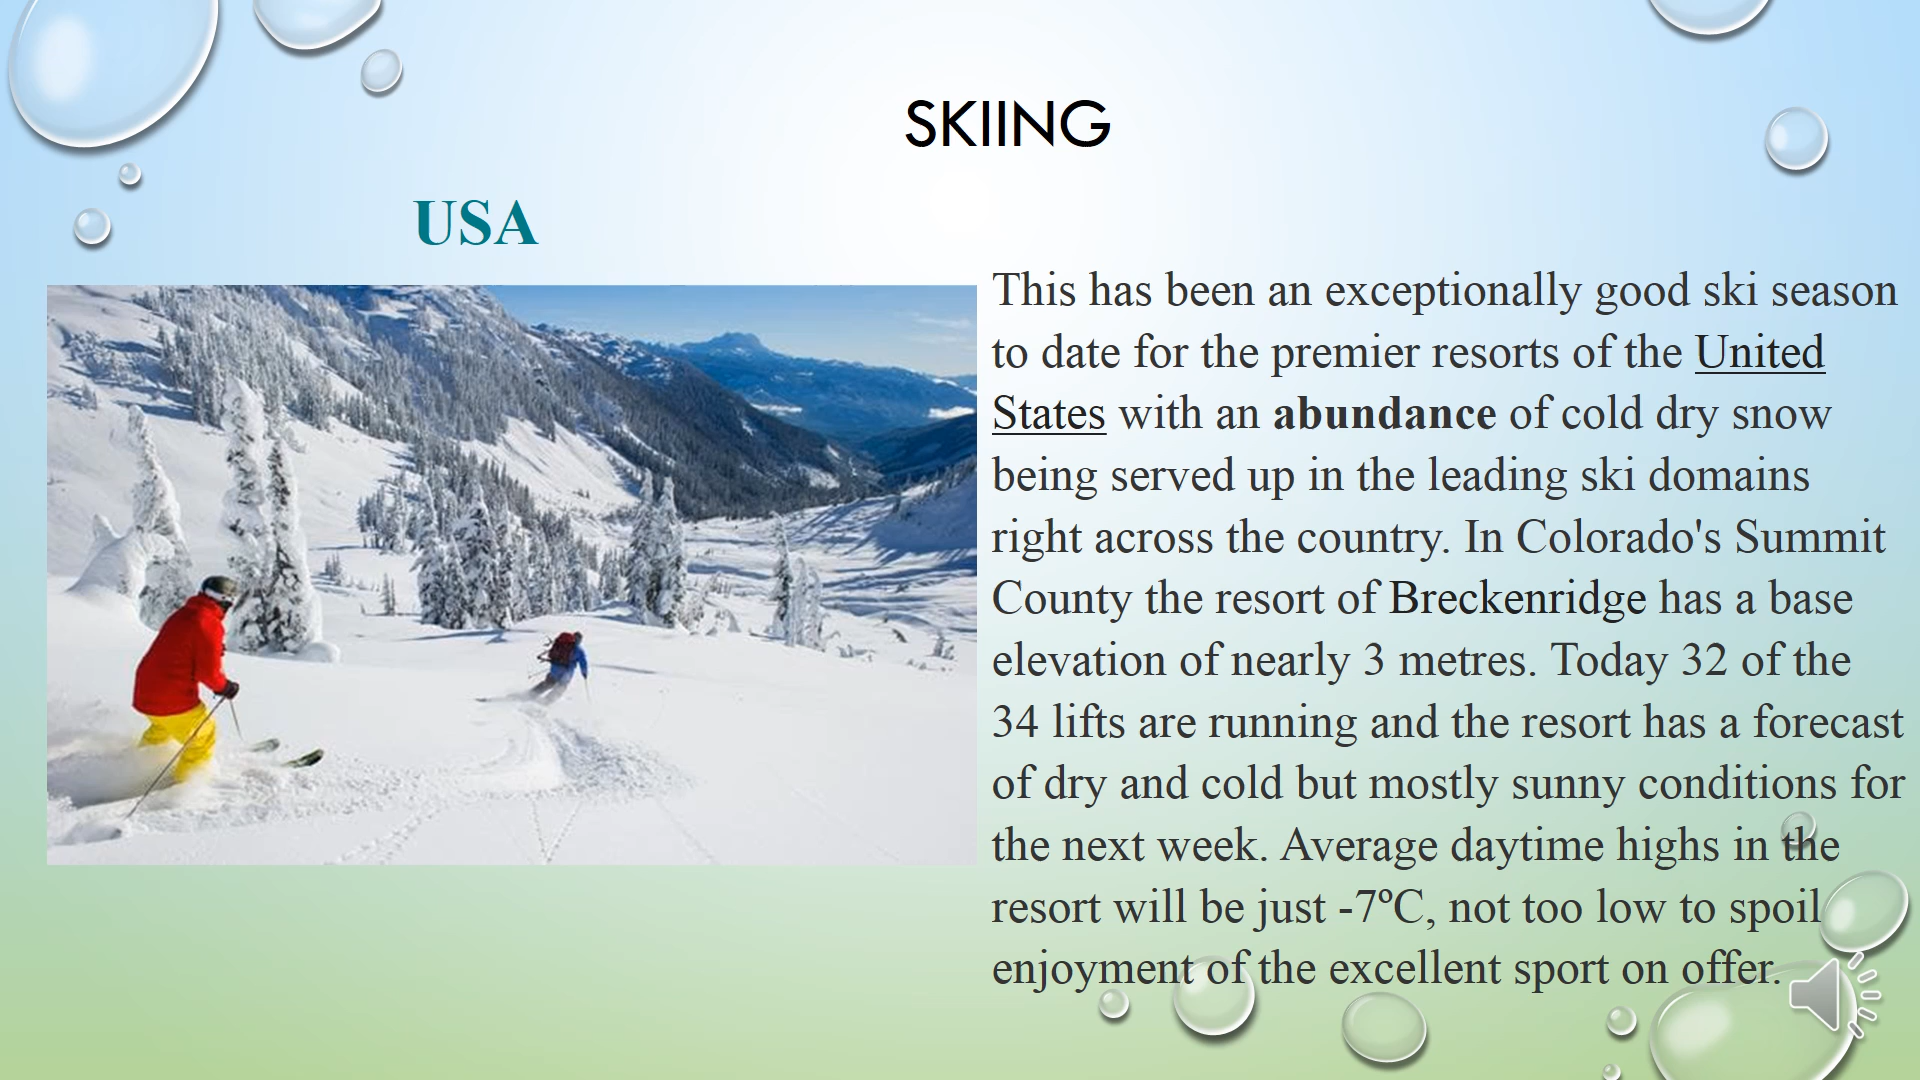 SKIING
USA
This has been an exceptionally good ski season
to date for the premier resorts of the United
States with an abundance of cold dry snow
being served up in the leading ski domains
right across the country. In Colorado's Summit
County the resort of Breckenridge has a base
elevation of nearly 3 metres. Today 32 of the
34 lifts are running and the resort has a forecast
of dry and cold but mostly sunny conditions for
the next week. Average daytime highs in the
resort will be just -7ºC, not too low to spoil
enjoyment of the excellent sport on offer.